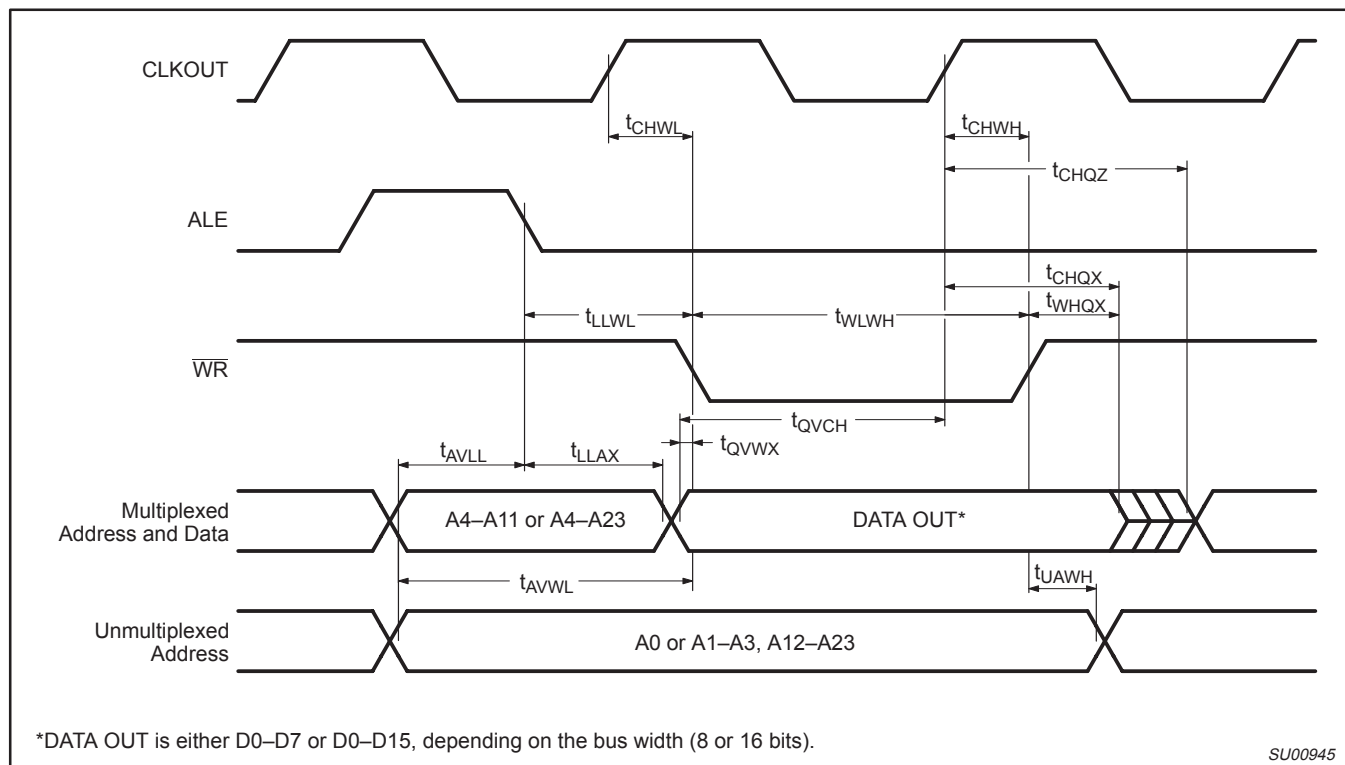 CLKOUT
tCHWL
tCHWH
tCHQZ
ALE
tCHQX
tLLWL
tWLWH
tWHQX
WR
tQVCH
tAVLL
tLLAX
tQVWX
Multiplexed
Address and Data
A4–A11 or A4–A23
DATA OUT*
tAVWL
tUAWH
Unmultiplexed
Address
A0 or A1–A3, A12–A23
*DATA OUT is either D0–D7 or D0–D15, depending on the bus width (8 or 16 bits).
SU00945